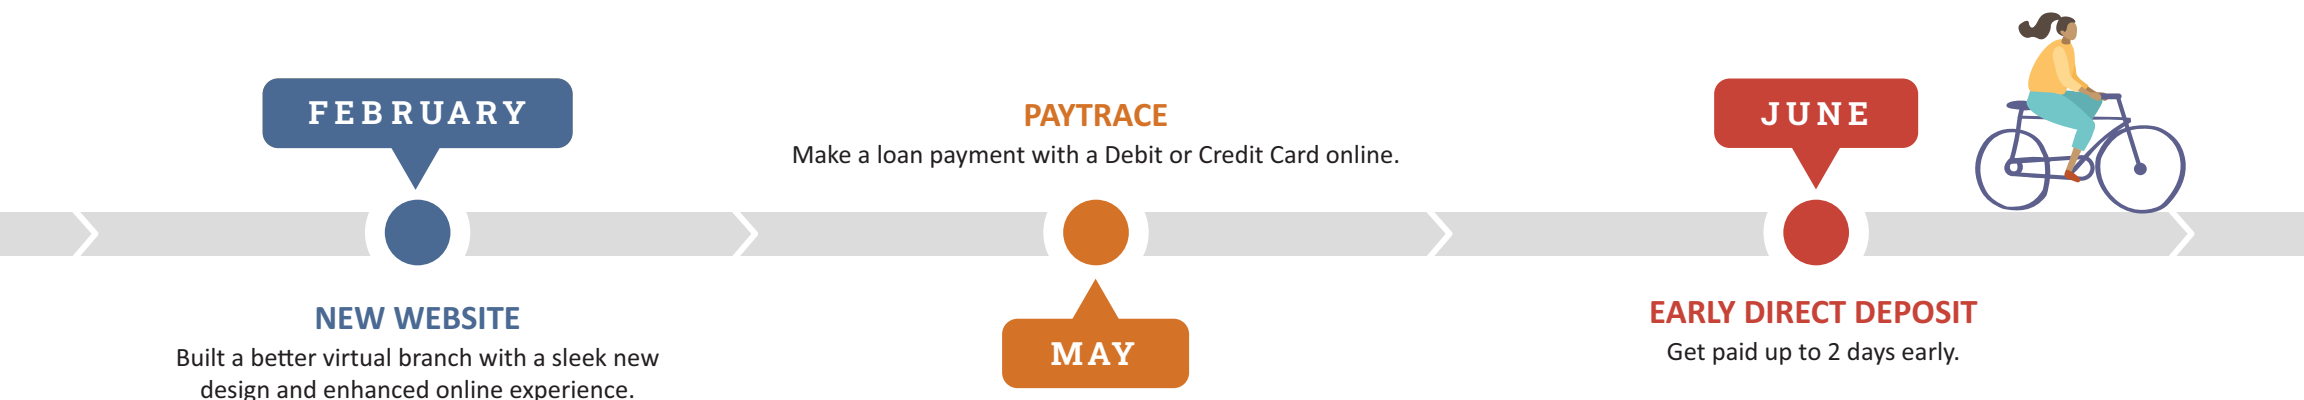 FEBRUARY
NEW WEBSITE
Built a better virtual branch with a sleek new
design and enhanced online experience.
PAYTRACE
Make a loan payment with a Debit or Credit Card online.
MAY
JUNE
EARLY DIRECT DEPOSIT
Get paid up to 2 days early.